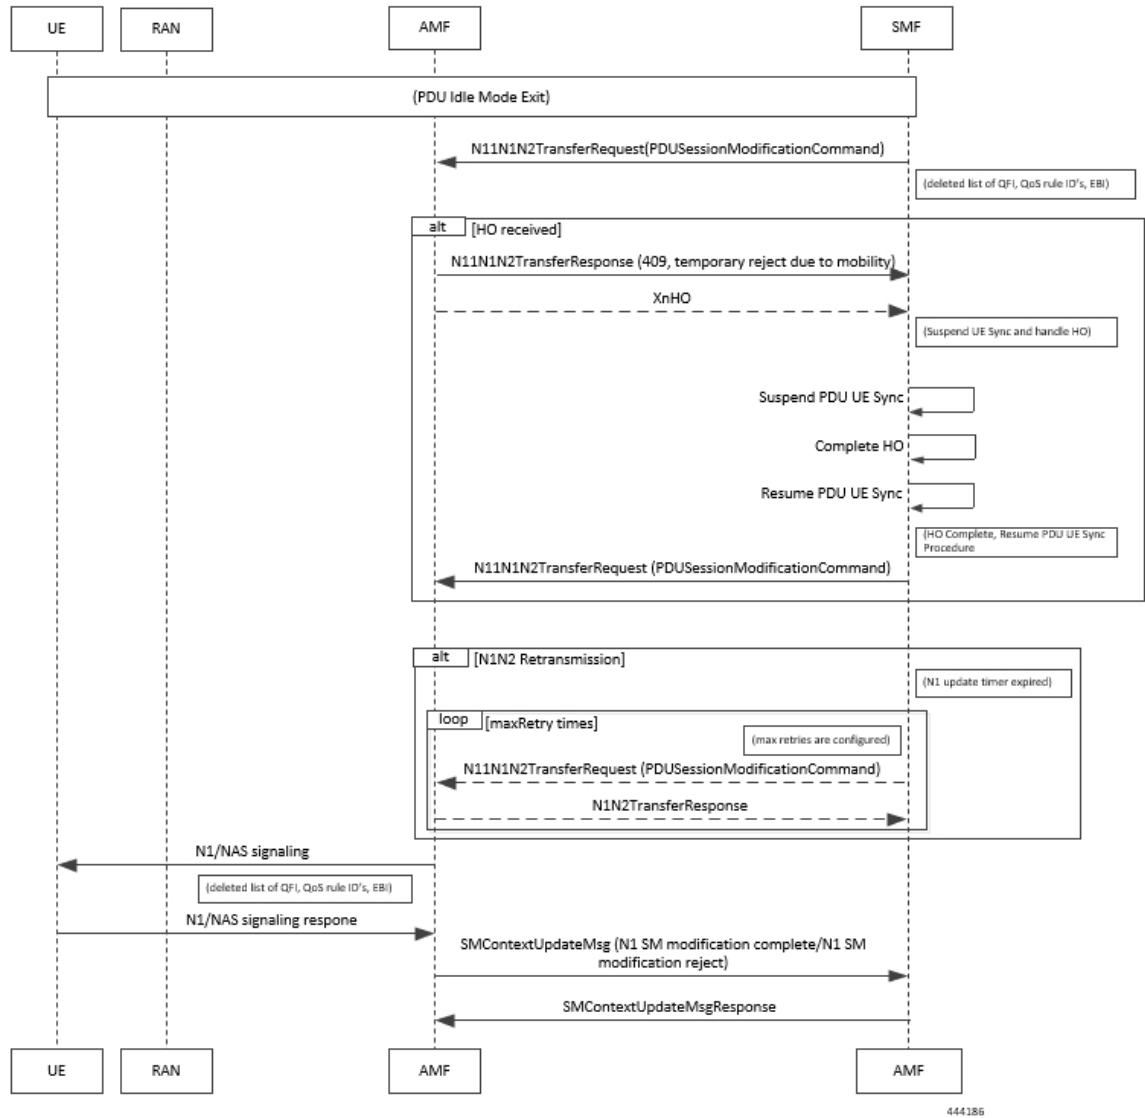 UE
RAN
AMF
SMF
(PDU Idle Mode Exit)
N11N1N2TransferRequest(PDUSessionModificationCommand)
(deleted list of QFI, QoS rule ID's, EBI)
alt
[HO received]
N11N1N2TransferResponse (409, temporary reject due to mobility)
XnHO
(Suspend UE Sync and handle HO)
Suspend PDU UE Sync
Complete HO
Resume PDU UE Sync
(HO Complete, Resume PDU UE Sync
Procedure
N11N1N2TransferRequest (PDUSessionModificationCommand)
alt
[N1N2 Retransmission]
(N1 update timer expired)
loop
[maxRetry times]
(max retries are configured)
N11N1N2TransferRequest (PDUSessionModificationCommand)
N1N2TransferResponse
N1/NAS signaling
(deleted list of QFI, QoS rule ID's, EBI)
N1/NAS signaling respone
SMContextUpdateMsg (N1 SM modification complete/N1 SM
modification reject)
SMContextUpdateMsgResponse
UE
RAN
AMF
AMF
444186